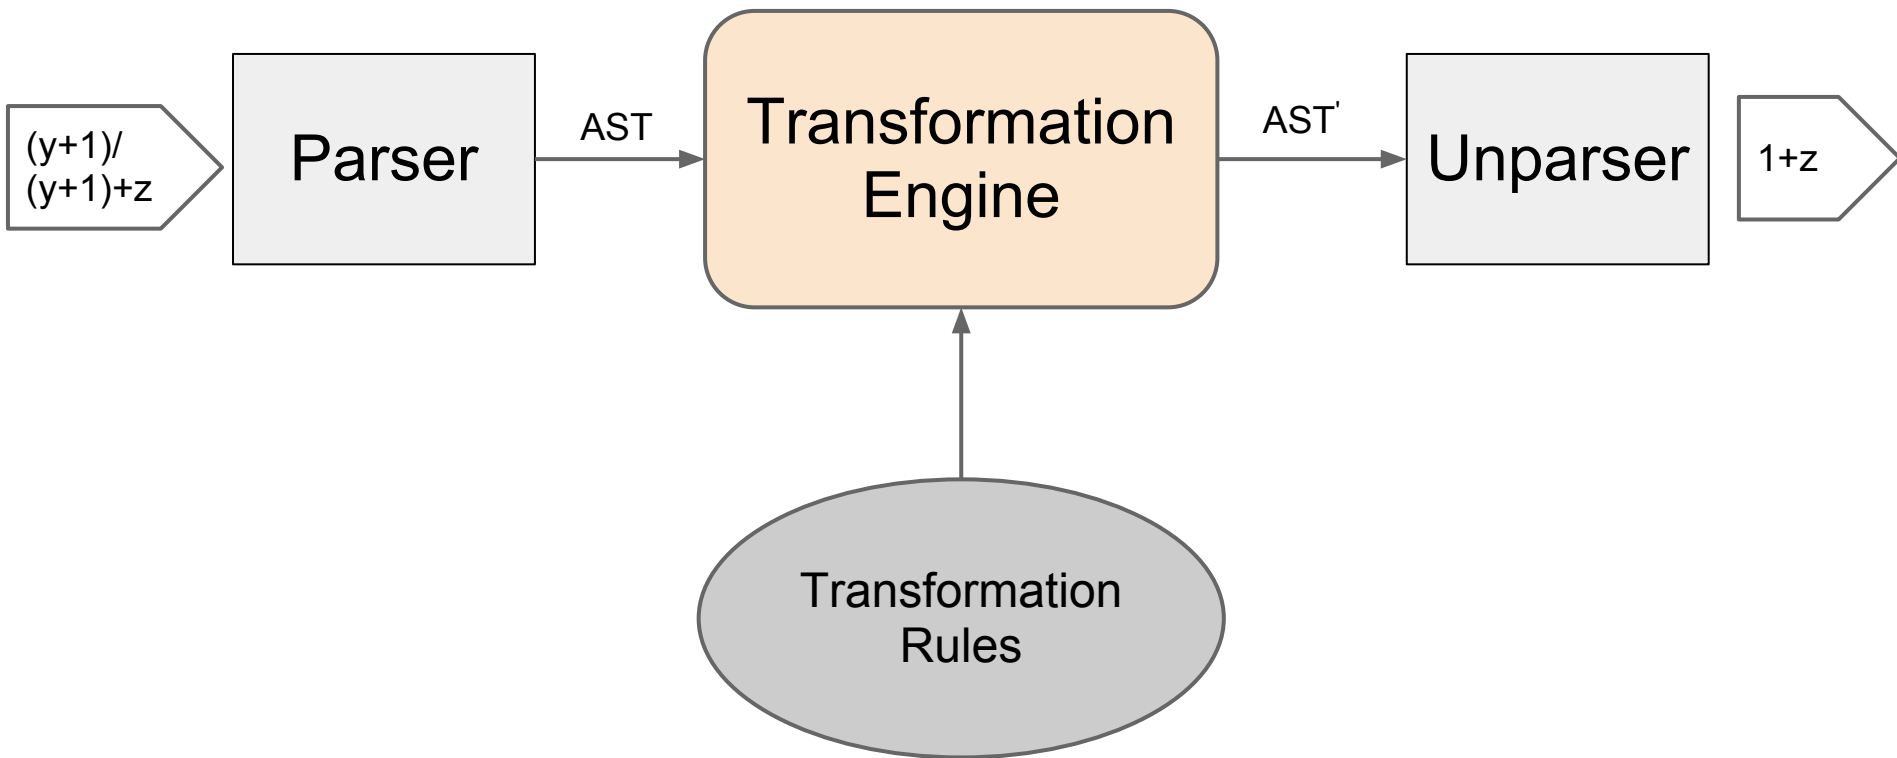 (y+1)/
(y+1)+z
Parser
AST
Transformation
Engine
AST'
Unparser
1+z
Transformation
Rules